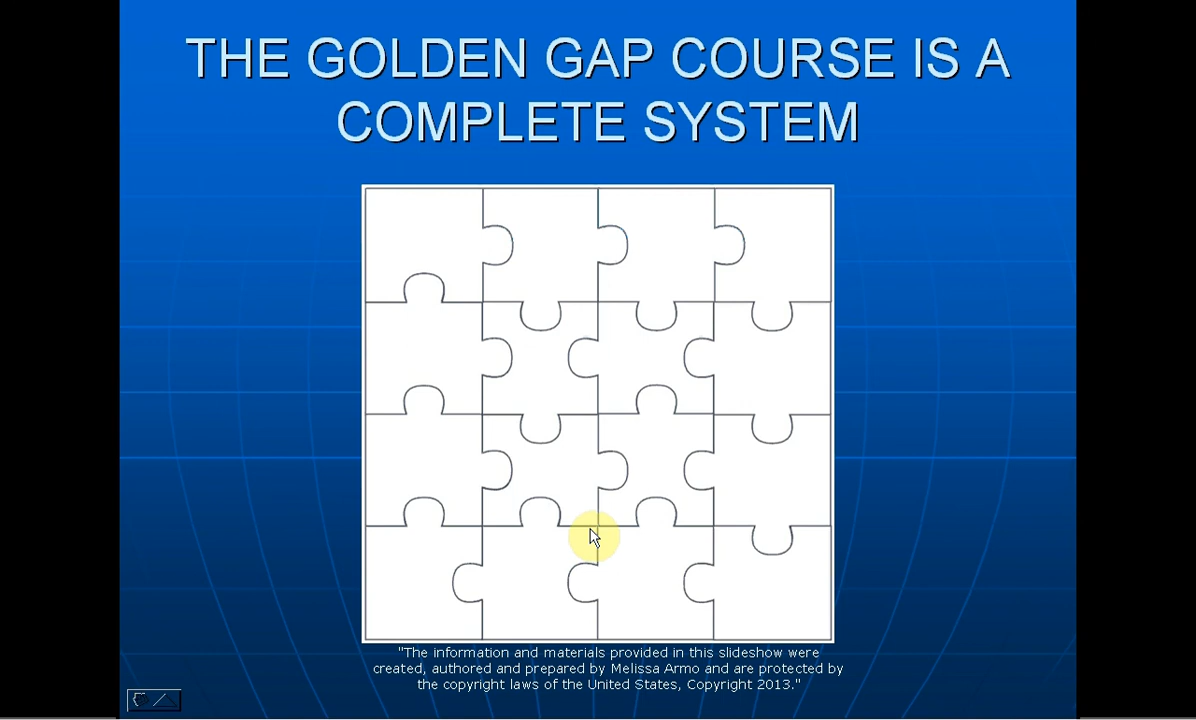 THE GOLDEN GAP COURSE IS A
COMPLETE SYSTEM
"The information and materials provided in this slideshow were
created, authored and prepared by Melissa Armo and are protected by
the copyright laws of the United States, Copyright 2013."